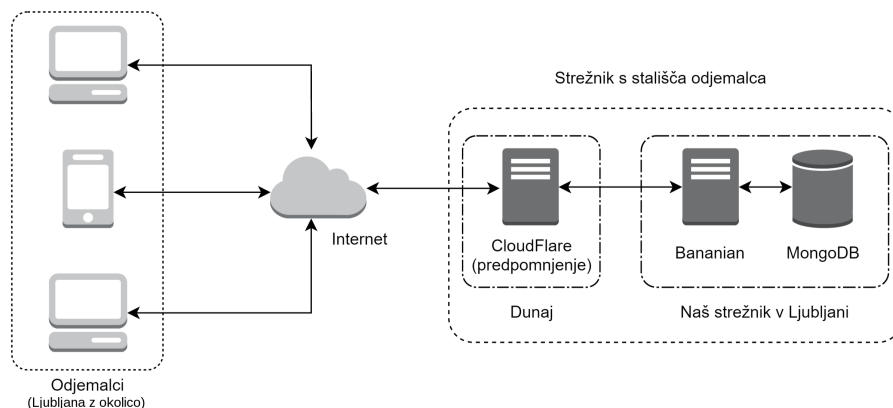 Strežnik s stališča odjemalca
Internet
CloudFlare
(predpomnjenje)
Bananian
MongoDB
Dunaj
Naš strežnik v Ljubljani
Odjemalci
(Ljubljana z okolico)